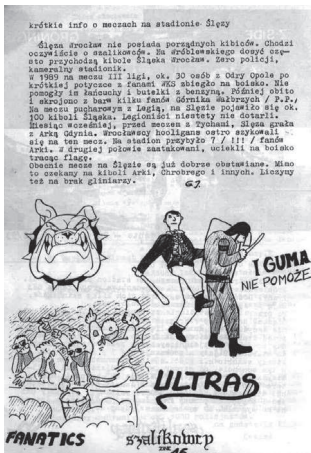 krótkie info o meczach na stadionie Ślęzy
Ślęza Wrocław nie posiada porządnych kibiców. Chodzi
oczywiście o szalikowców. Na Wróblewskiego dosyć czę-
sto przychodzą kibole Śląska Wrocław. Zero policji,
kameralny stadionik.
W 1989 na meczu III ligi, ok. 30 osób z Odry Opole po
krótkiej potyczce z fanami WKS zbiegło na boisko. Nie
pomogły im łańcuchy i butelki z benzyną. Później obito
i skrojono z barw kilku fanów Górnika Wałbrzych / P.P./
Na meczu pucharowym z Legią, na Ślęzie pojawiło się ok.
100 kiboli Śląska. Legioniści niestety nie dotarli.
Miesiąc wcześniej, przed meczem z Tychami, Ślęza grała
z Arką Gdynia. Wrocławscy hooligans ostro szykowali
się na ten mecz. Na stadion przybyło 7 / !!! / fanów
Arki. W drugiej połowie zaatakowani, uciekli na boisko
tracąc flagę.
Obecnie mecze na Ślęzie są już dobrze obstawiane. Mimo
to czekamy na kiboli Arki, Chrobrego i innych. Liczymy
też na brak gliniarzy.
I GUMA
NIE POMOŻE
ULTRAS
FANATICS
szalikowcy